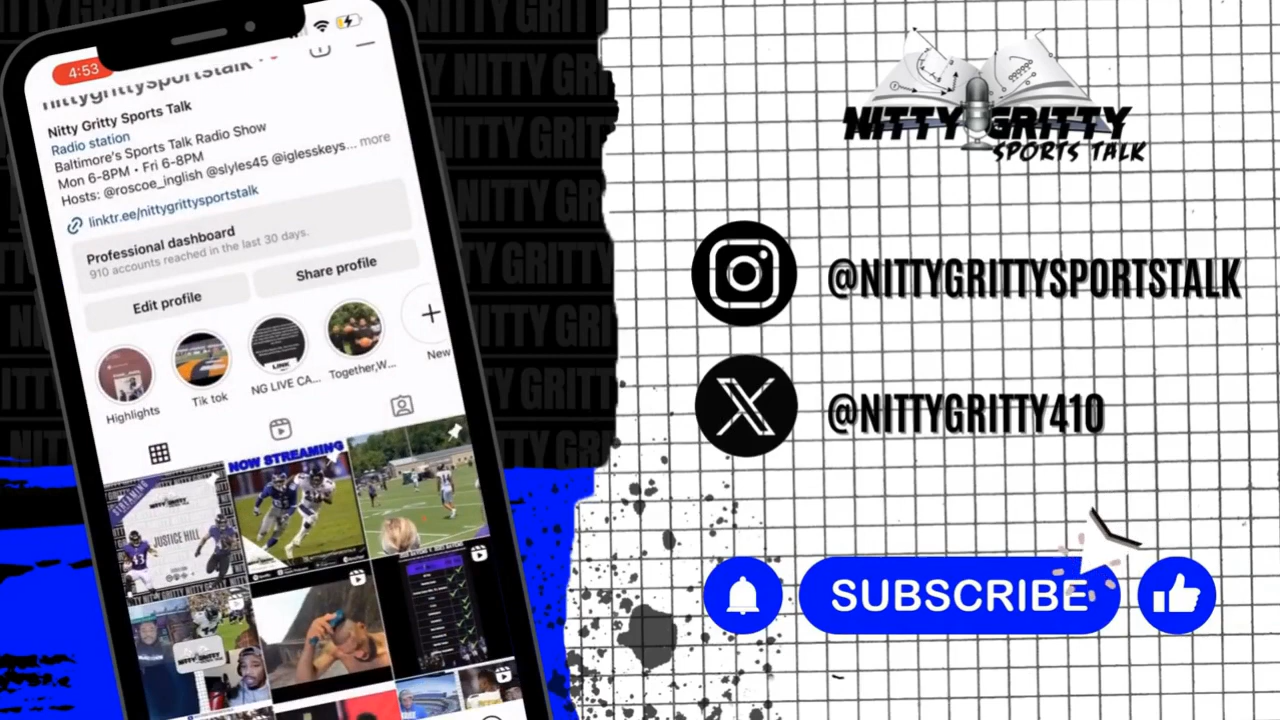 4:53
nittygrittysportstalk
Nitty Gritty Sports Talk
Radio station
Baltimore's Sports Talk Radio Show
Mon 6-8PM • Fri 6-8PM
Hosts: @roscoe_inglish @slyles45 @iglesskeys... more
linktr.ee/nittygrittysportstalk
Professional dashboard
910 accounts reached in the last 30 days.
Edit profile
Share profile
Highlights
Tik tok
NG LIVE CA...
Together,W...
New
NOW STREAMING
STREAMING
JUSTICE HILL
NITTY GRITTY
NITTY GRITTY
SPORTS TALK
@NITTYGRITTYSPORTSTALK
@NITTYGRITTY410
SUBSCRIBE